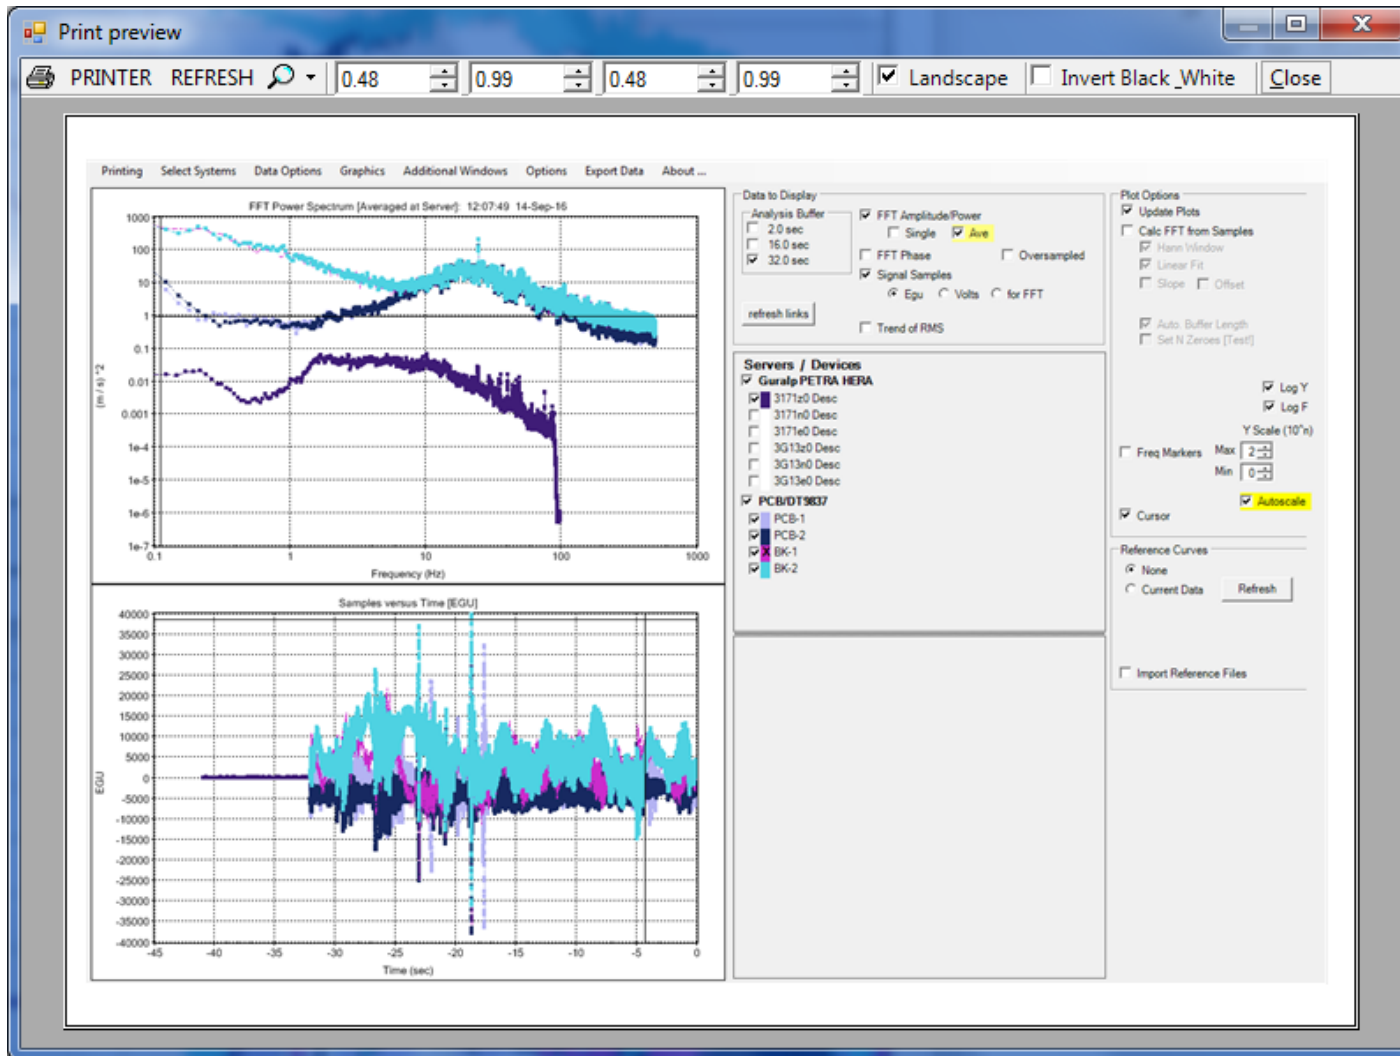 Print preview
PRINTER REFRESH 0.48 0.99 0.48 0.99 Landscape Invert Black _White Close
Printing Select Systems Data Options Graphics Additional Windows Options Export Data About ...
FFT Power Spectrum [Averaged at Server]: 12:07:49 14-Sep-16
1000
100
10
1
0.1
0.01
0.001
1e-4
1e-5
1e-6
1e-7
(m / s) ^2
0.1 1 10 100 1000
Frequency (Hz)
Samples versus Time [EGU]
40000
35000
30000
25000
20000
15000
10000
5000
0
-5000
-10000
-15000
-20000
-25000
-30000
-35000
-40000
EGU
-45 -40 -35 -30 -25 -20 -15 -10 -5 0
Time (sec)
Data to Display
Analysis Buffer
2.0 sec
16.0 sec
32.0 sec
refresh links
FFT Amplitude/Power
Single Ave
FFT Phase Oversampled
Signal Samples
Egu Volts for FFT
Trend of RMS
Servers / Devices
Guralp PETRA HERA
3171z0 Desc
3171n0 Desc
3171e0 Desc
3G13z0 Desc
3G13n0 Desc
3G13e0 Desc
PCB/DT9837
PCB-1
PCB-2
X BK-1
BK-2
Plot Options
Update Plots
Calc FFT from Samples
Hann Window
Linear Fit
Slope Offset
Auto. Buffer Length
Set N Zeroes [Test!]
Log Y
Log F
Y Scale (10^n)
Freq Markers Max 2
Min 0
Autoscale
Cursor
Reference Curves
None
Current Data Refresh
Import Reference Files